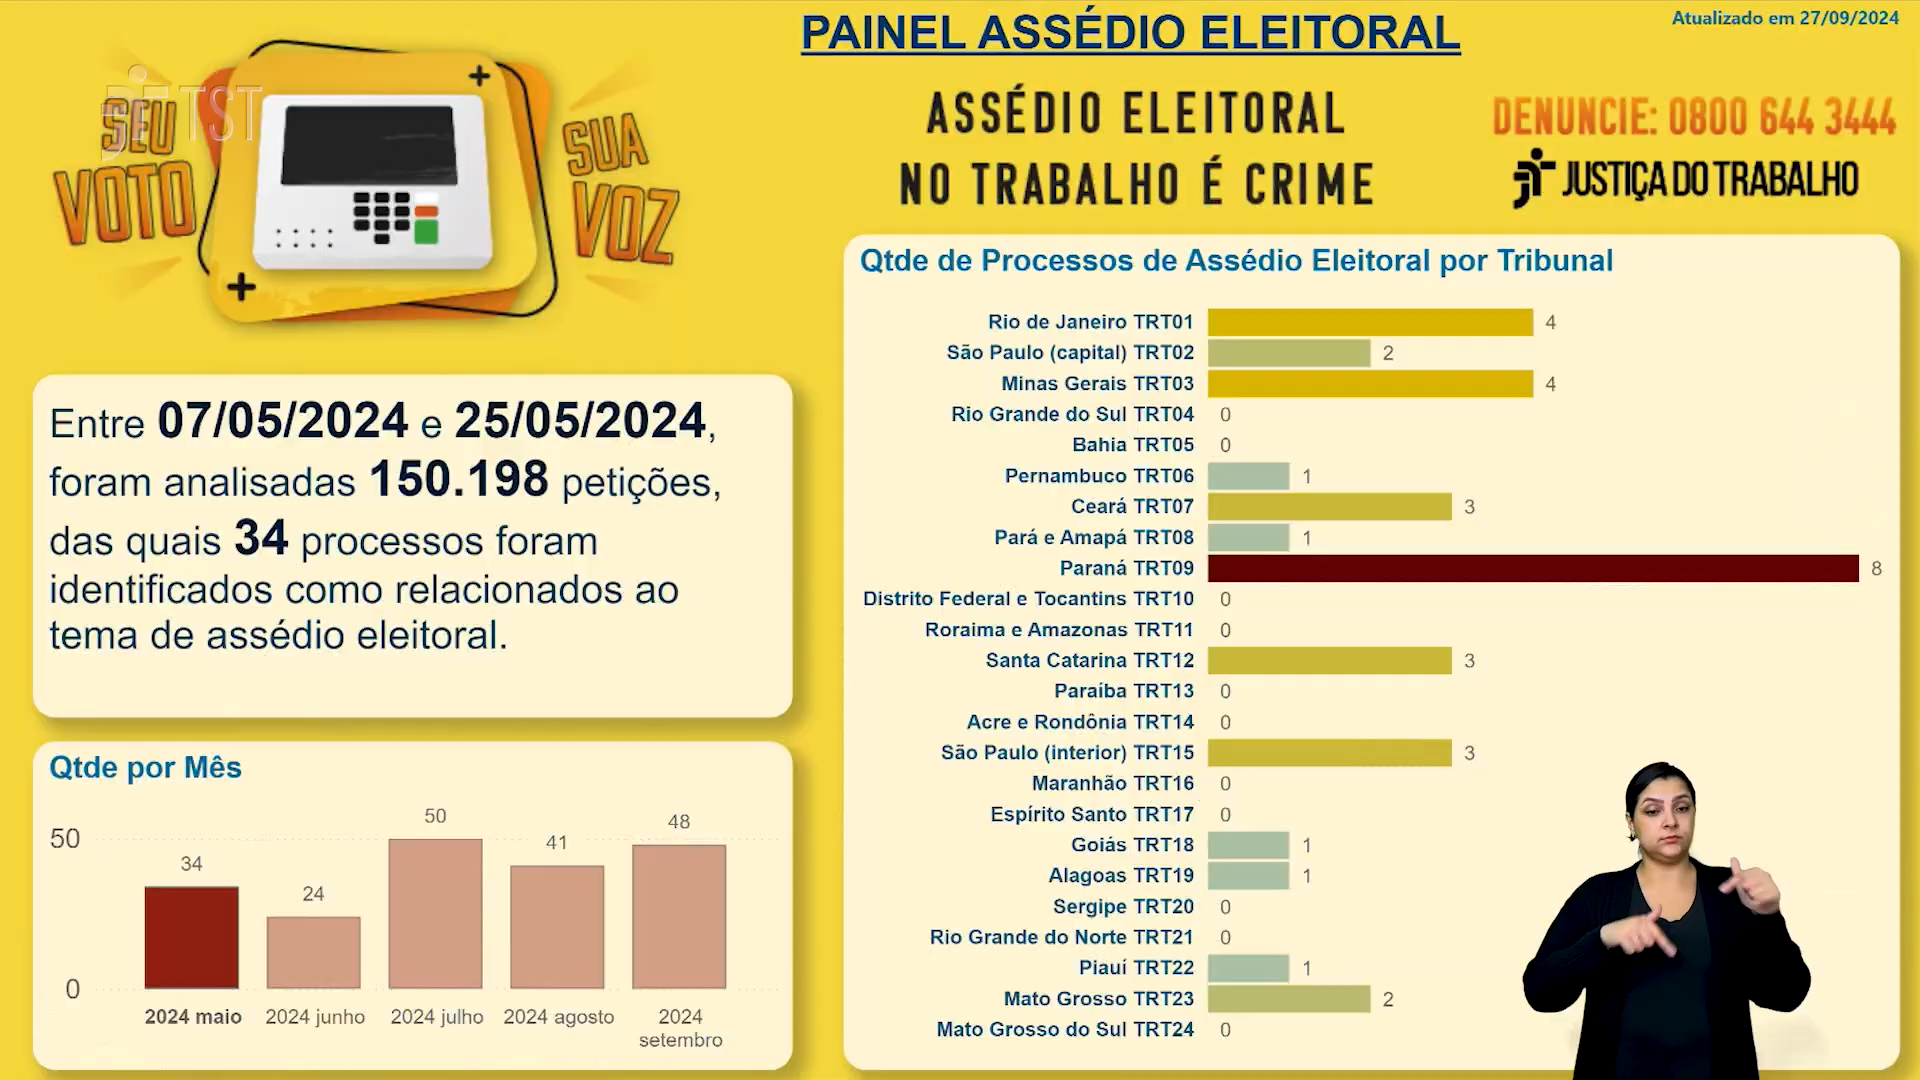 PAINEL ASSÉDIO ELEITORAL
Atualizado em 27/09/2024
TST
SEU
VOTO
SUA
VOZ
ASSÉDIO ELEITORAL
NO TRABALHO É CRIME
DENUNCIE: 0800 644 3444
JUSTIÇA DO TRABALHO
Entre 07/05/2024 e 25/05/2024,
foram analisadas 150.198 petições,
das quais 34 processos foram
identificados como relacionados ao
tema de assédio eleitoral.
Qtde por Mês
50
0
34
24
50
41
48
2024 maio
2024 junho
2024 julho
2024 agosto
2024
setembro
Qtde de Processos de Assédio Eleitoral por Tribunal
Rio de Janeiro TRT01 4
São Paulo (capital) TRT02 2
Minas Gerais TRT03 4
Rio Grande do Sul TRT04 0
Bahia TRT05 0
Pernambuco TRT06 1
Ceará TRT07 3
Pará e Amapá TRT08 1
Paraná TRT09 8
Distrito Federal e Tocantins TRT10 0
Roraima e Amazonas TRT11 0
Santa Catarina TRT12 3
Paraíba TRT13 0
Acre e Rondônia TRT14 0
São Paulo (interior) TRT15 3
Maranhão TRT16 0
Espírito Santo TRT17 0
Goiás TRT18 1
Alagoas TRT19 1
Sergipe TRT20 0
Rio Grande do Norte TRT21 0
Piauí TRT22 1
Mato Grosso TRT23 2
Mato Grosso do Sul TRT24 0